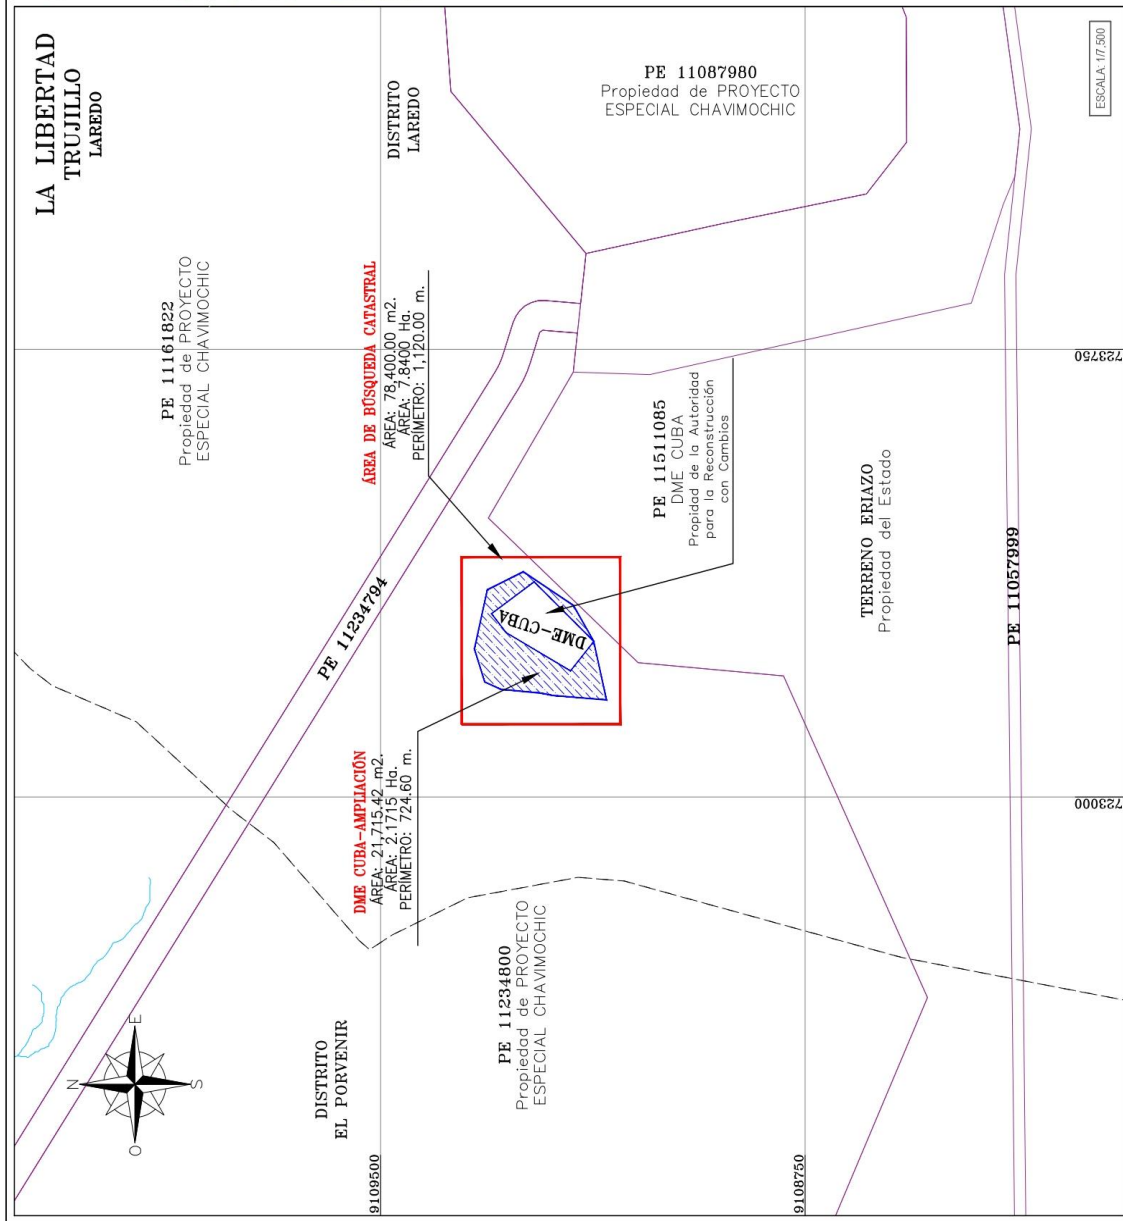 LA LIBERTAD
TRUJILLO
LAREDO
PE 11161822
Propiedad de PROYECTO
ESPECIAL CHAVIMOCHIC
DISTRITO
LAREDO
PE 11087980
Propiedad de PROYECTO
ESPECIAL CHAVIMOCHIC
ESCALA: 1/7,500
ÁREA DE BÚSQUEDA CATASTRAL
ÁREA: 78,400.00 m2.
ÁREA: 7.8400 Ha.
PERÍMETRO: 1,120.00 m.
723750
PE 11511085
DME CUBA
Propidad de la Autoridad
para la Reconstrucción
con Cambios
TERRENO ERIAZO
Propiedad del Estado
PE 11057999
PE 11234794
DME-CUBA
DME CUBA-AMPLIACIÓN
ÁREA: 21,715.42 m2.
ÁREA: 2.1715 Ha.
PERÍMETRO: 724.60 m.
723000
PE 11234800
Propiedad de PROYECTO
ESPECIAL CHAVIMOCHIC
DISTRITO
EL PORVENIR
N
E
S
O
9109500
9108750